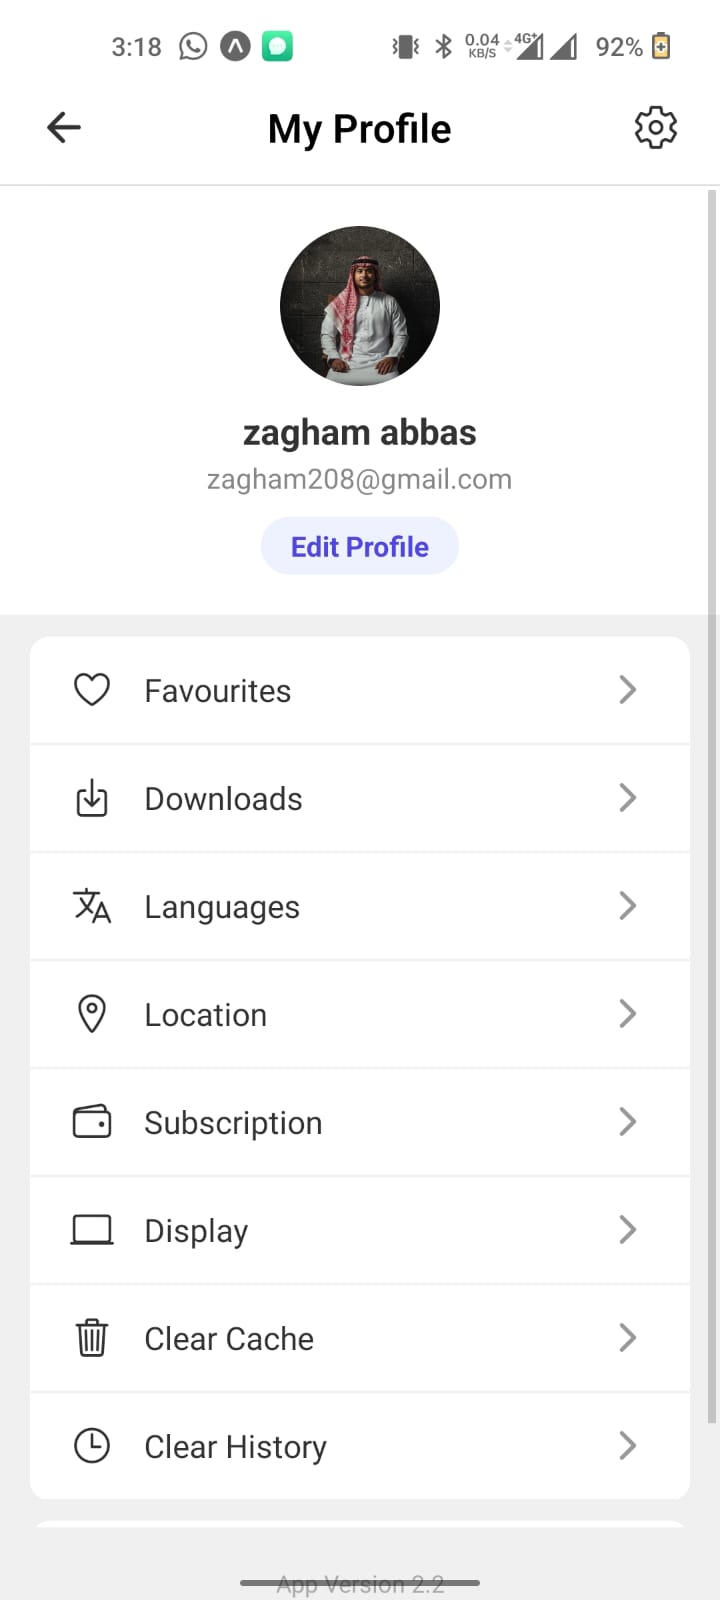 3:18
0.04 KB/S
4G+
92%
My Profile
zagham abbas
zagham208@gmail.com
Edit Profile
Favourites
Downloads
Languages
Location
Subscription
Display
Clear Cache
Clear History
App Version 2.2